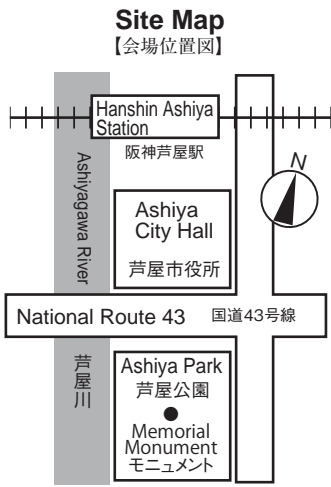 Site Map
【会場位置図】
Hanshin Ashiya
Station
阪神芦屋駅
N
Ashiyagawa River
Ashiya
City Hall
芦屋市役所
National Route 43 国道43号線
芦屋川
Ashiya Park
芦屋公園
Memorial
Monument
モニュメント